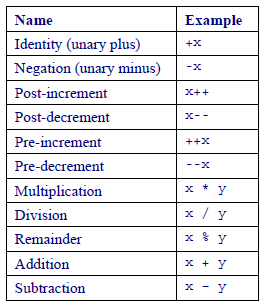 Name Example
Identity (unary plus) +x
Negation (unary minus) -x
Post-increment x++
Post-decrement x--
Pre-increment ++x
Pre-decrement --x
Multiplication x * y
Division x / y
Remainder x % y
Addition x + y
Subtraction x - y